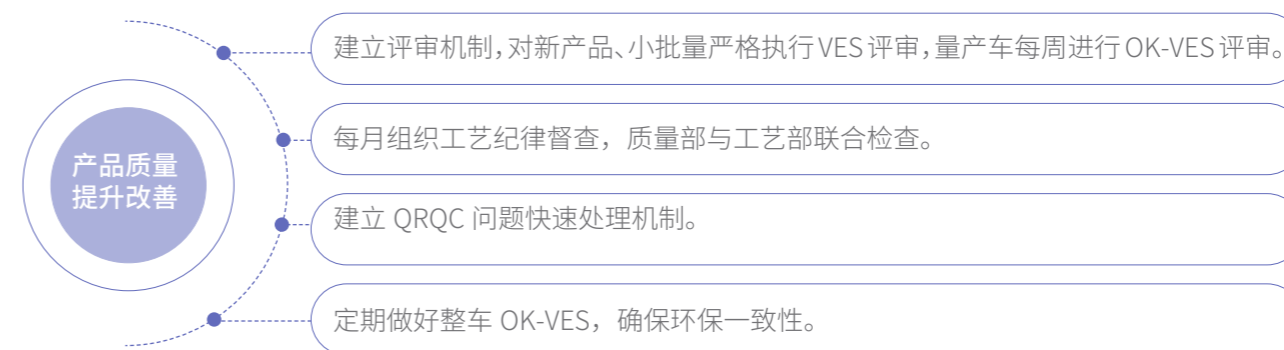 产品质量
提升改善
建立评审机制，对新产品、小批量严格执行VES评审，量产车每周进行OK-VES评审。
每月组织工艺纪律督查，质量部与工艺部联合检查。
建立 QRQC 问题快速处理机制。
定期做好整车 OK-VES，确保环保一致性。